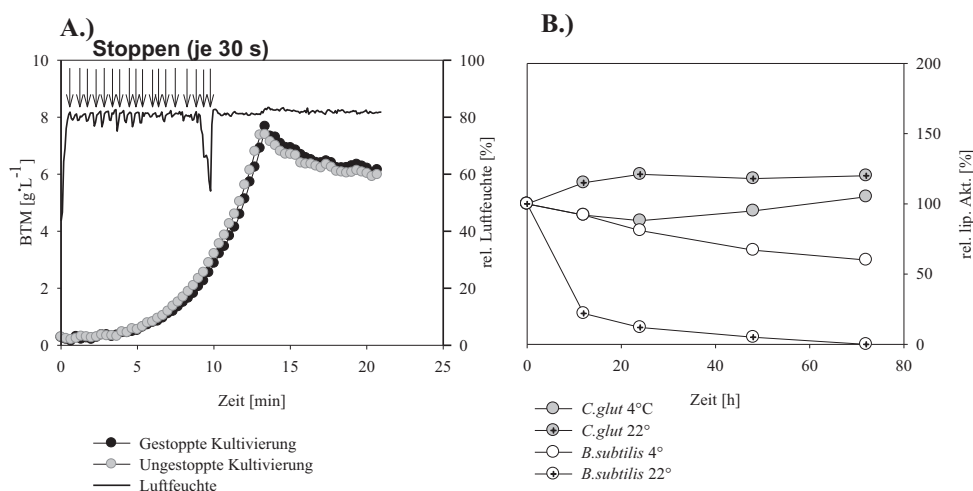 A.)
Stoppen (je 30 s)
10
8
6
4
2
0
BTM [g·L⁻¹]
100
80
60
40
20
0
rel. Luftfeuchte [%]
0 5 10 15 20 25
Zeit [min]
Gestoppte Kultivierung
Ungestoppte Kultivierung
Luftfeuchte
B.)
200
150
100
50
0
rel. lip. Akt. [%]
0 20 40 60 80
Zeit [h]
C.glut 4°C
C.glut 22°
B.subtilis 4°
B.subtilis 22°